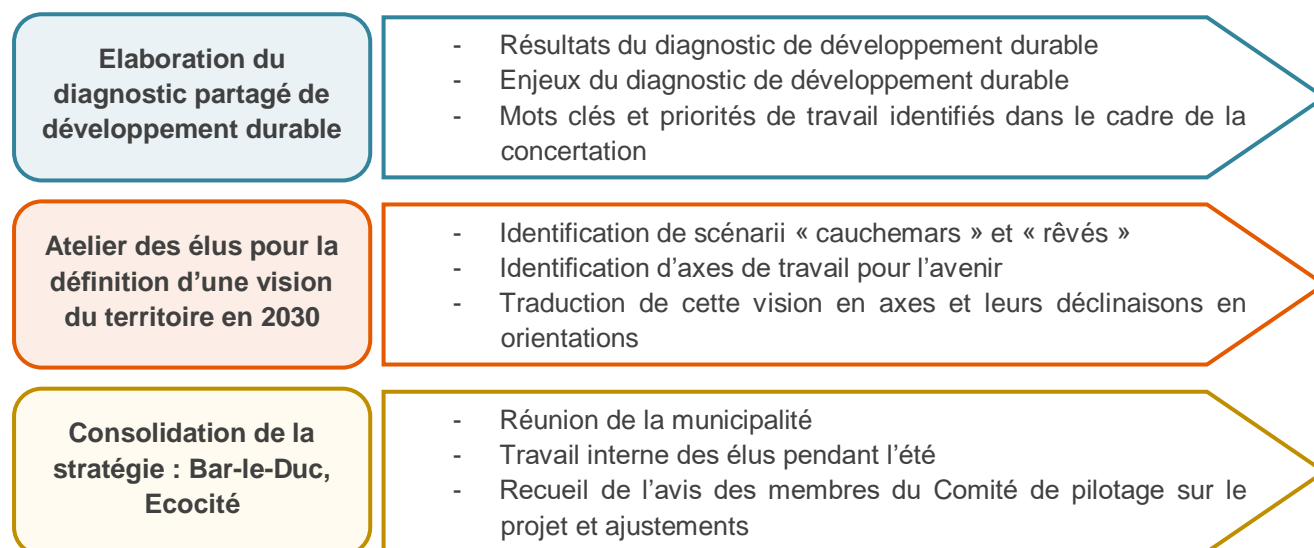 Elaboration du
diagnostic partagé de
développement durable
- Résultats du diagnostic de développement durable
- Enjeux du diagnostic de développement durable
- Mots clés et priorités de travail identifiés dans le cadre de la
concertation
Atelier des élus pour la
définition d’une vision
du territoire en 2030
- Identification de scénarii « cauchemars » et « rêvés »
- Identification d’axes de travail pour l’avenir
- Traduction de cette vision en axes et leurs déclinaisons en
orientations
Consolidation de la
stratégie : Bar-le-Duc,
Ecocité
- Réunion de la municipalité
- Travail interne des élus pendant l’été
- Recueil de l’avis des membres du Comité de pilotage sur le
projet et ajustements